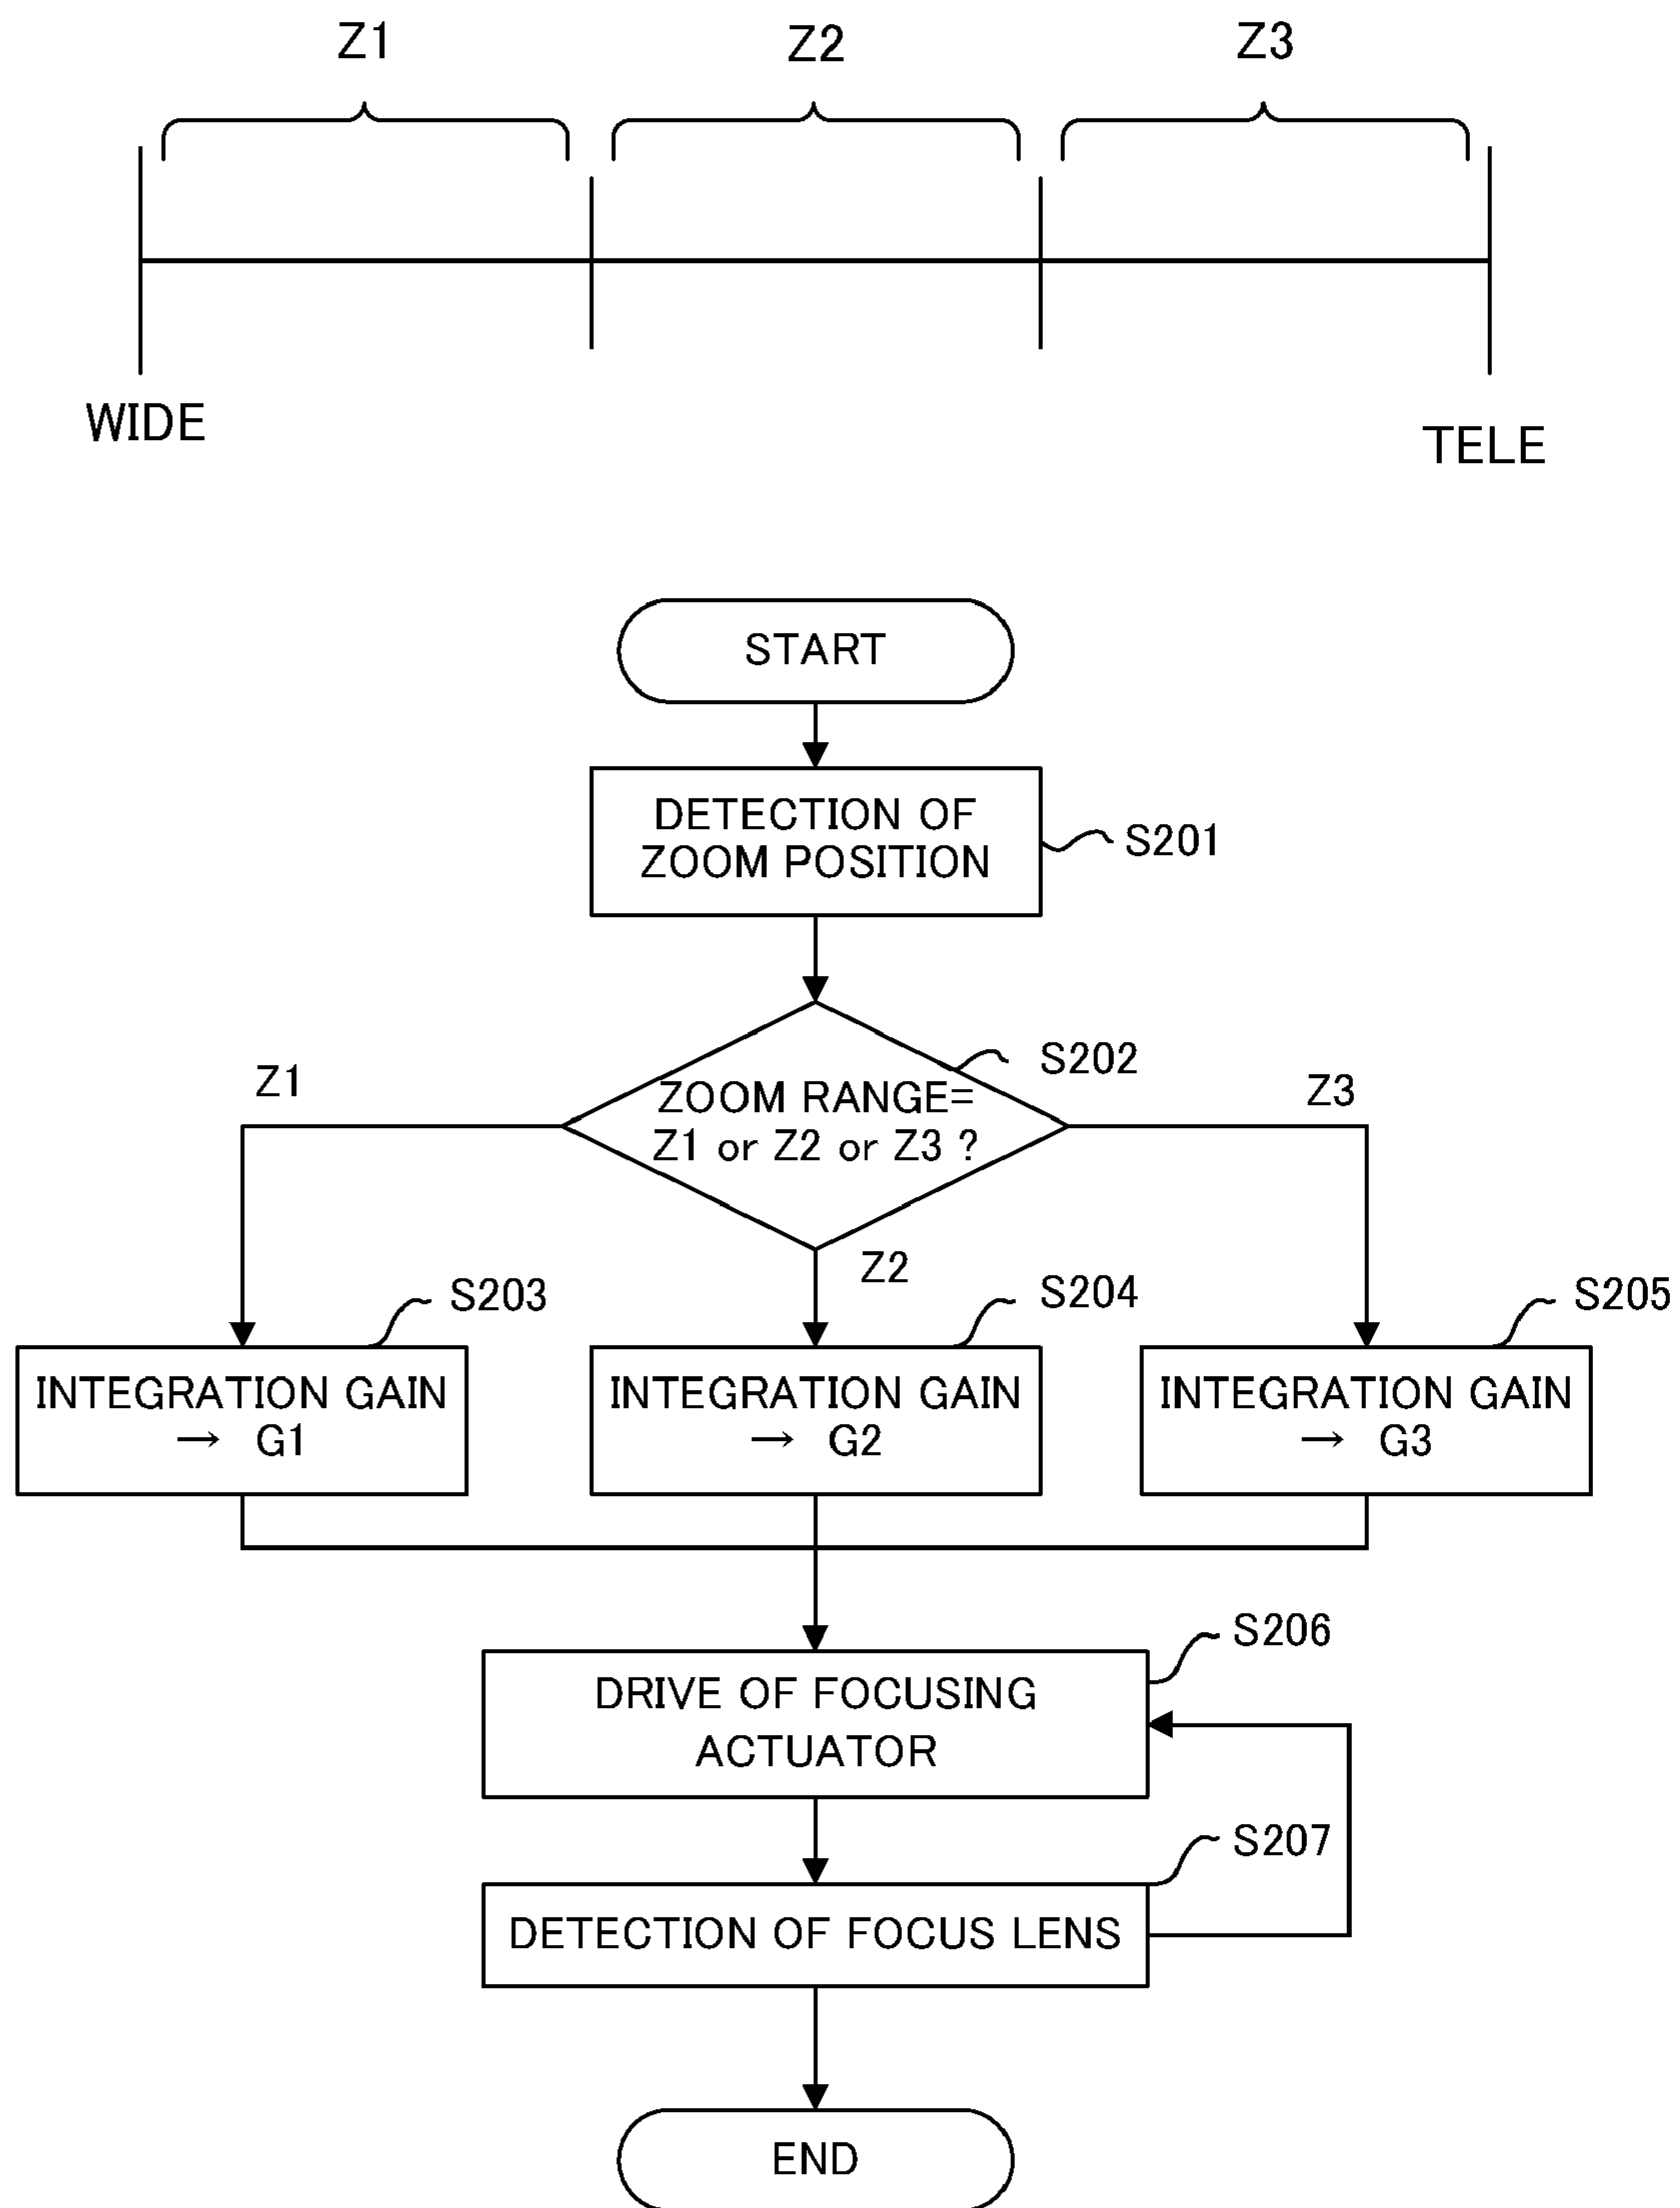 Z1
Z2
Z3
WIDE
TELE
START
DETECTION OF
ZOOM POSITION
S201
S202
ZOOM RANGE=
Z1 or Z2 or Z3 ?
Z1
Z3
Z2
S203
INTEGRATION GAIN
→ G1
S204
INTEGRATION GAIN
→ G2
S205
INTEGRATION GAIN
→ G3
S206
DRIVE OF FOCUSING
ACTUATOR
S207
DETECTION OF FOCUS LENS
END